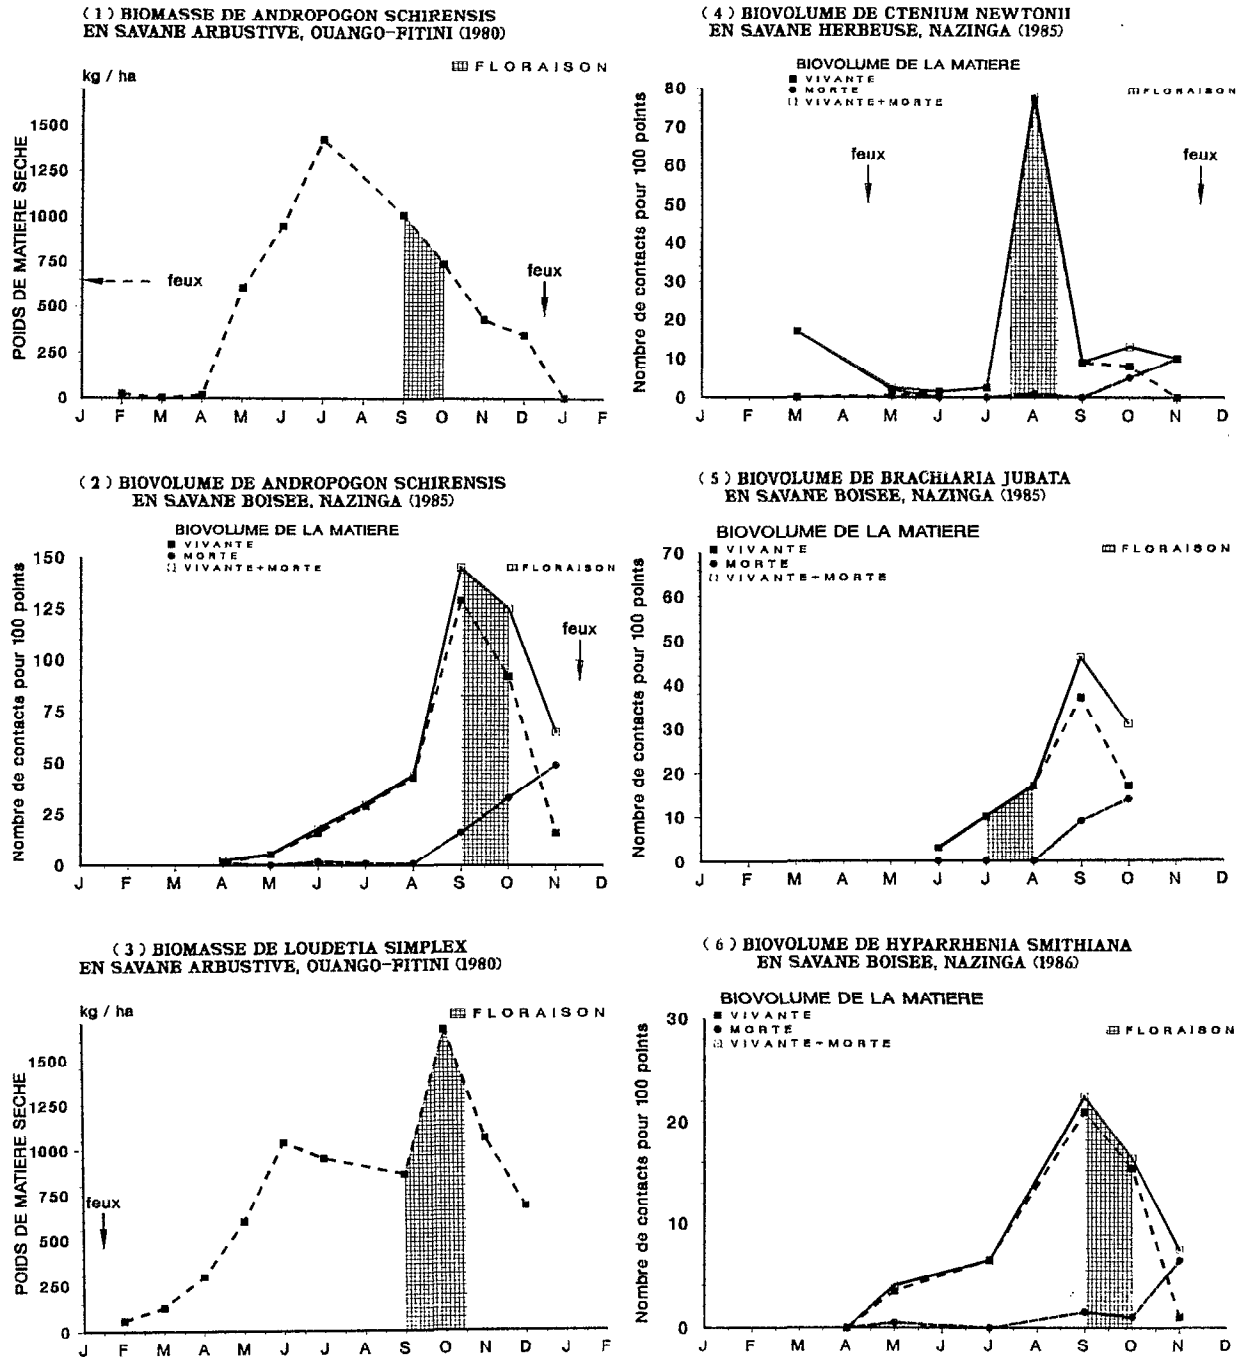 (1) BIOMASSE DE ANDROPOGON SCHIRENSIS
EN SAVANE ARBUSTIVE, OUANGO-FITINI (1980)
kg / ha
FLORAISON
POIDS DE MATIERE SECHE
1500
1250
1000
750
500
250
0
feux
feux
J F M A M J J S O N D J F
(2) BIOVOLUME DE ANDROPOGON SCHIRENSIS
EN SAVANE BOISEE, NAZINGA (1985)
BIOVOLUME DE LA MATIERE
VIVANTE
MORTE
VIVANTE+MORTE
FLORAISON
Nombre de contacts pour 100 points
150
125
100
75
50
25
0
feux
J F M A M J J A S O N D
(3) BIOMASSE DE LOUDETIA SIMPLEX
EN SAVANE ARBUSTIVE, OUANGO-FITINI (1980)
kg / ha
FLORAISON
POIDS DE MATIERE SECHE
1500
1250
1000
750
500
250
0
feux
J F M A M J J A S O N D J F
(4) BIOVOLUME DE CTENIUM NEWTONII
EN SAVANE HERBEUSE, NAZINGA (1985)
BIOVOLUME DE LA MATIERE
VIVANTE
MORTE
VIVANTE+MORTE
FLORAISON
Nombre de contacts pour 100 points
80
70
60
50
40
30
20
10
0
feux
feux
J F M A M J J A S O N D
(5) BIOVOLUME DE BRACHIARIA JUBATA
EN SAVANE BOISEE, NAZINGA (1985)
BIOVOLUME DE LA MATIERE
VIVANTE
MORTE
VIVANTE+MORTE
FLORAISON
Nombre de contacts pour 100 points
70
60
50
40
30
20
10
0
J F M A M J J A S O N D
(6) BIOVOLUME DE HYPARRHENIA SMITHIANA
EN SAVANE BOISEE, NAZINGA (1986)
BIOVOLUME DE LA MATIERE
VIVANTE
MORTE
VIVANTE+MORTE
FLORAISON
Nombre de contacts pour 100 points
30
20
10
0
J F M A M J J A S O N D